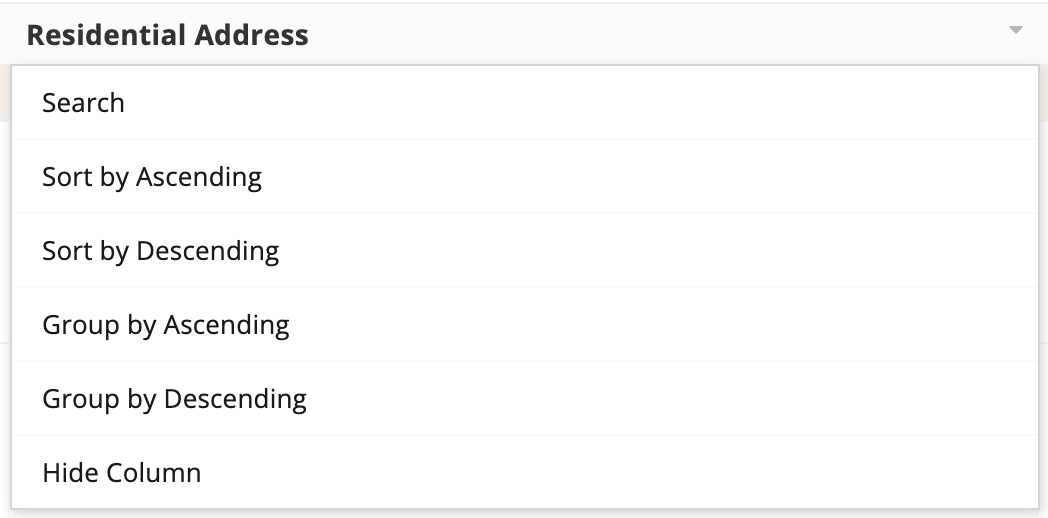 Residential Address
Search
Sort by Ascending
Sort by Descending
Group by Ascending
Group by Descending
Hide Column